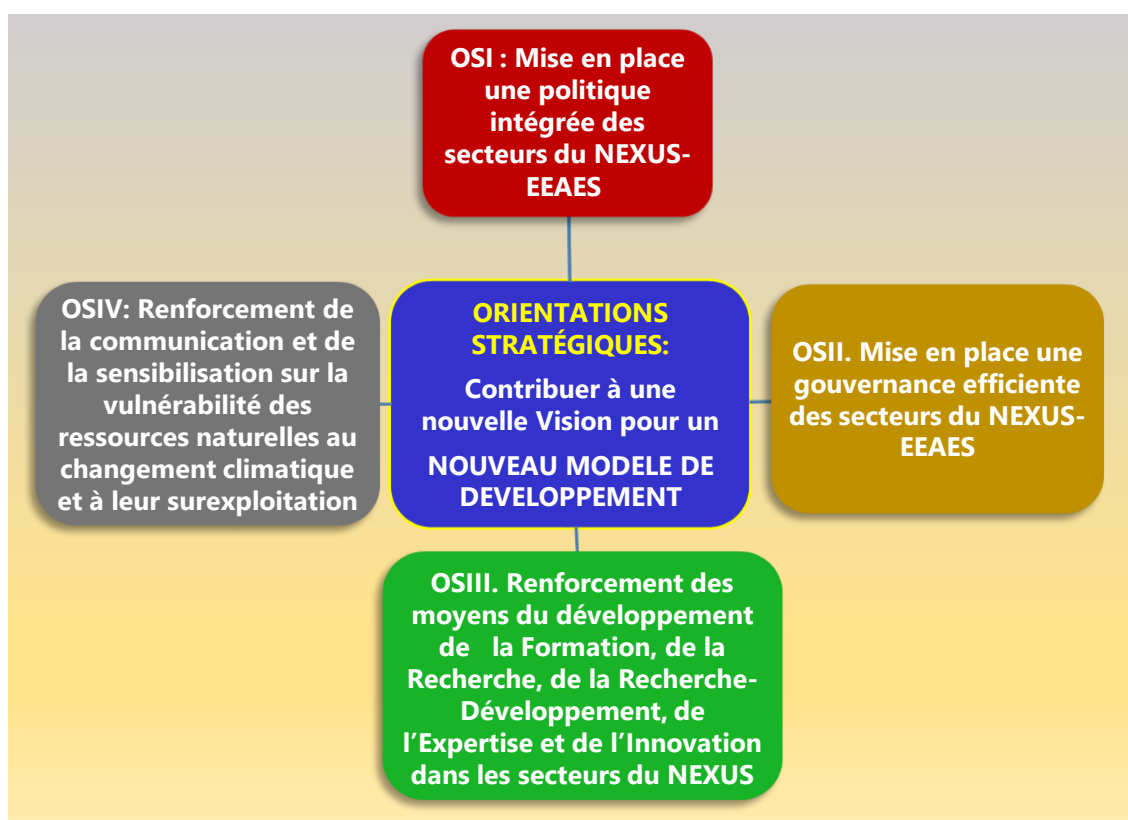 OSI : Mise en place
une politique
intégrée des
secteurs du NEXUS-
EEAES
OSIV: Renforcement de
la communication et de
la sensibilisation sur la
vulnérabilité des
ressources naturelles au
changement climatique
et à leur surexploitation
ORIENTATIONS
STRATÉGIQUES:
Contribuer à une
nouvelle Vision pour un
NOUVEAU MODELE DE
DEVELOPPEMENT
OSII. Mise en place une
gouvernance efficiente
des secteurs du NEXUS-
EEAES
OSIII. Renforcement des
moyens du développement
de la Formation, de la
Recherche, de la Recherche-
Développement, de
l’Expertise et de l’Innovation
dans les secteurs du NEXUS